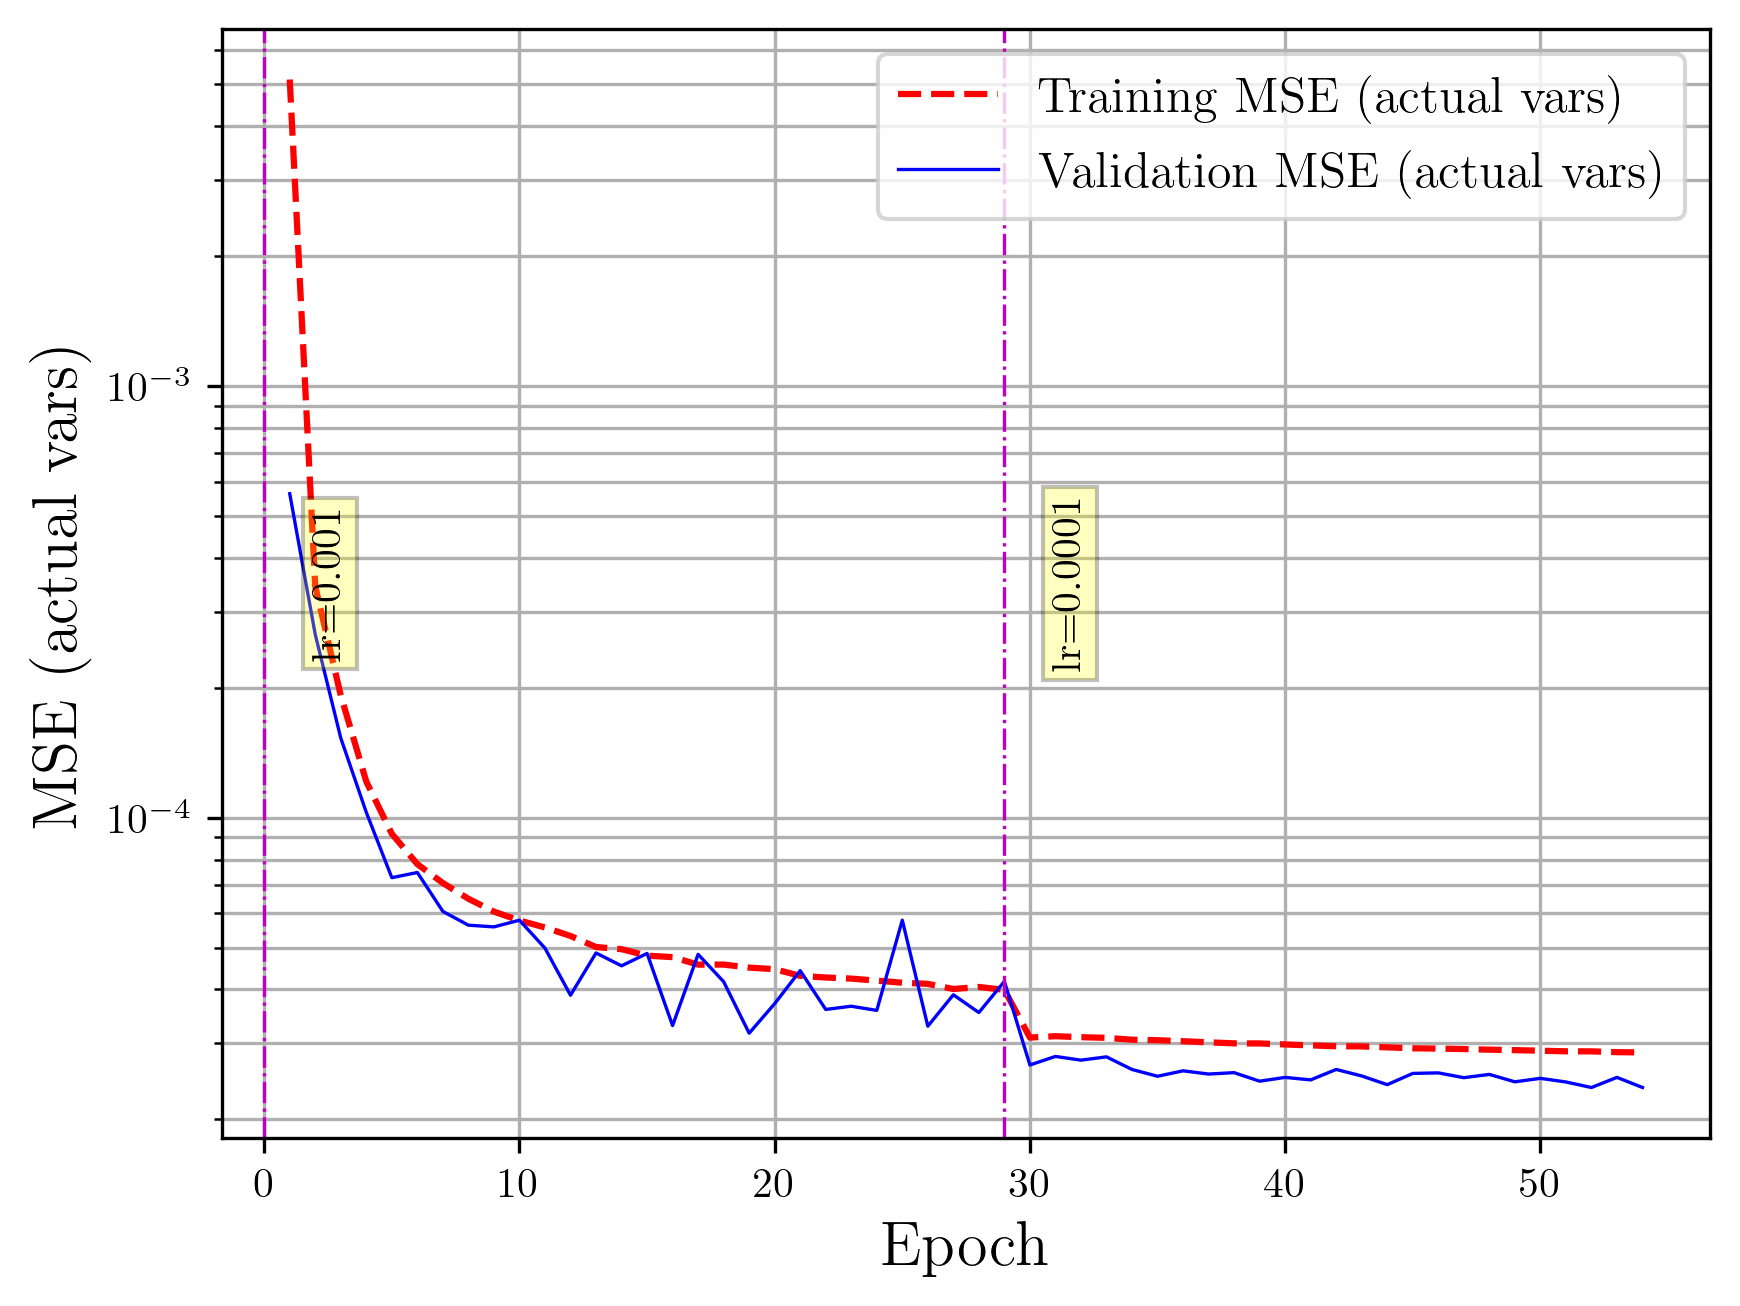 Training MSE (actual vars)
Validation MSE (actual vars)
MSE (actual vars)
10⁻³
10⁻⁴
lr=0.001
lr=0.0001
0 10 20 30 40 50
Epoch